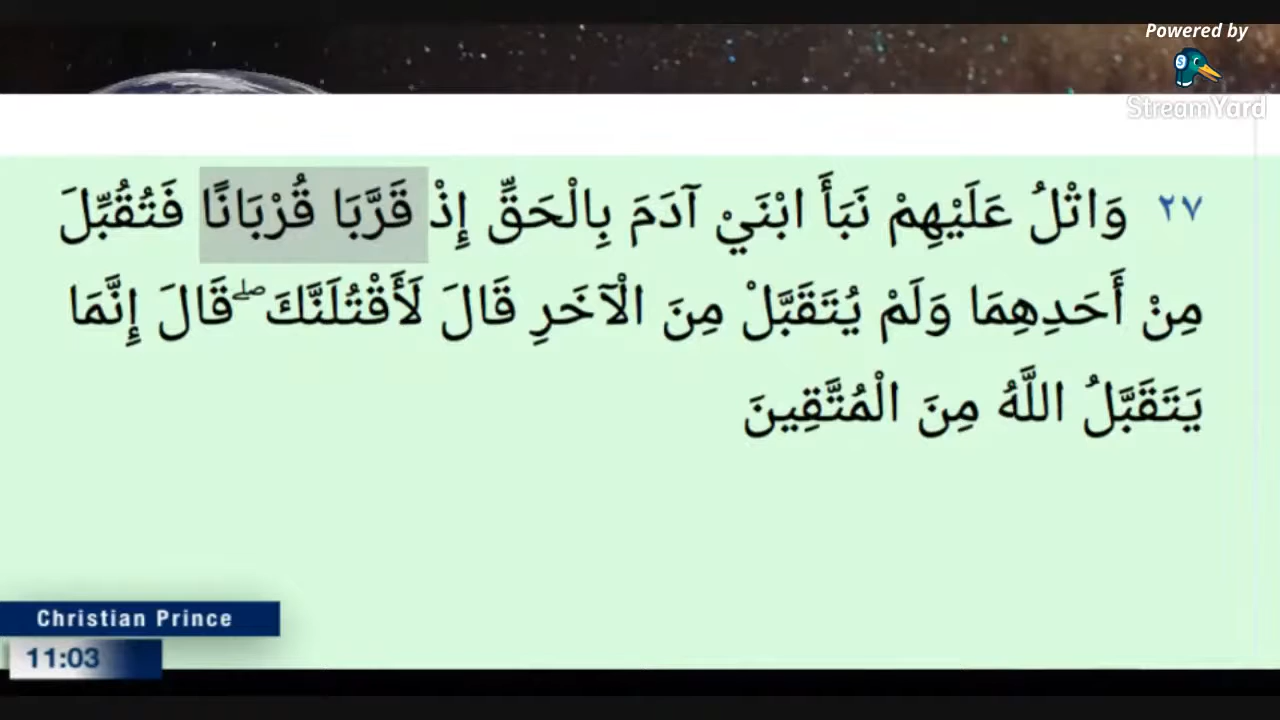 Powered by
StreamYard
٢٧ وَاتْلُ عَلَيْهِمْ نَبَأَ ابْنَيْ آدَمَ بِالْحَقِّ إِذْ قَرَّبَا قُرْبَانًا فَتُقُبِّلَ
مِنْ أَحَدِهِمَا وَلَمْ يُتَقَبَّلْ مِنَ الْآخَرِ قَالَ لَأَقْتُلَنَّكَ ۖ قَالَ إِنَّمَا
يَتَقَبَّلُ اللَّهُ مِنَ الْمُتَّقِينَ
Christian Prince
11:03